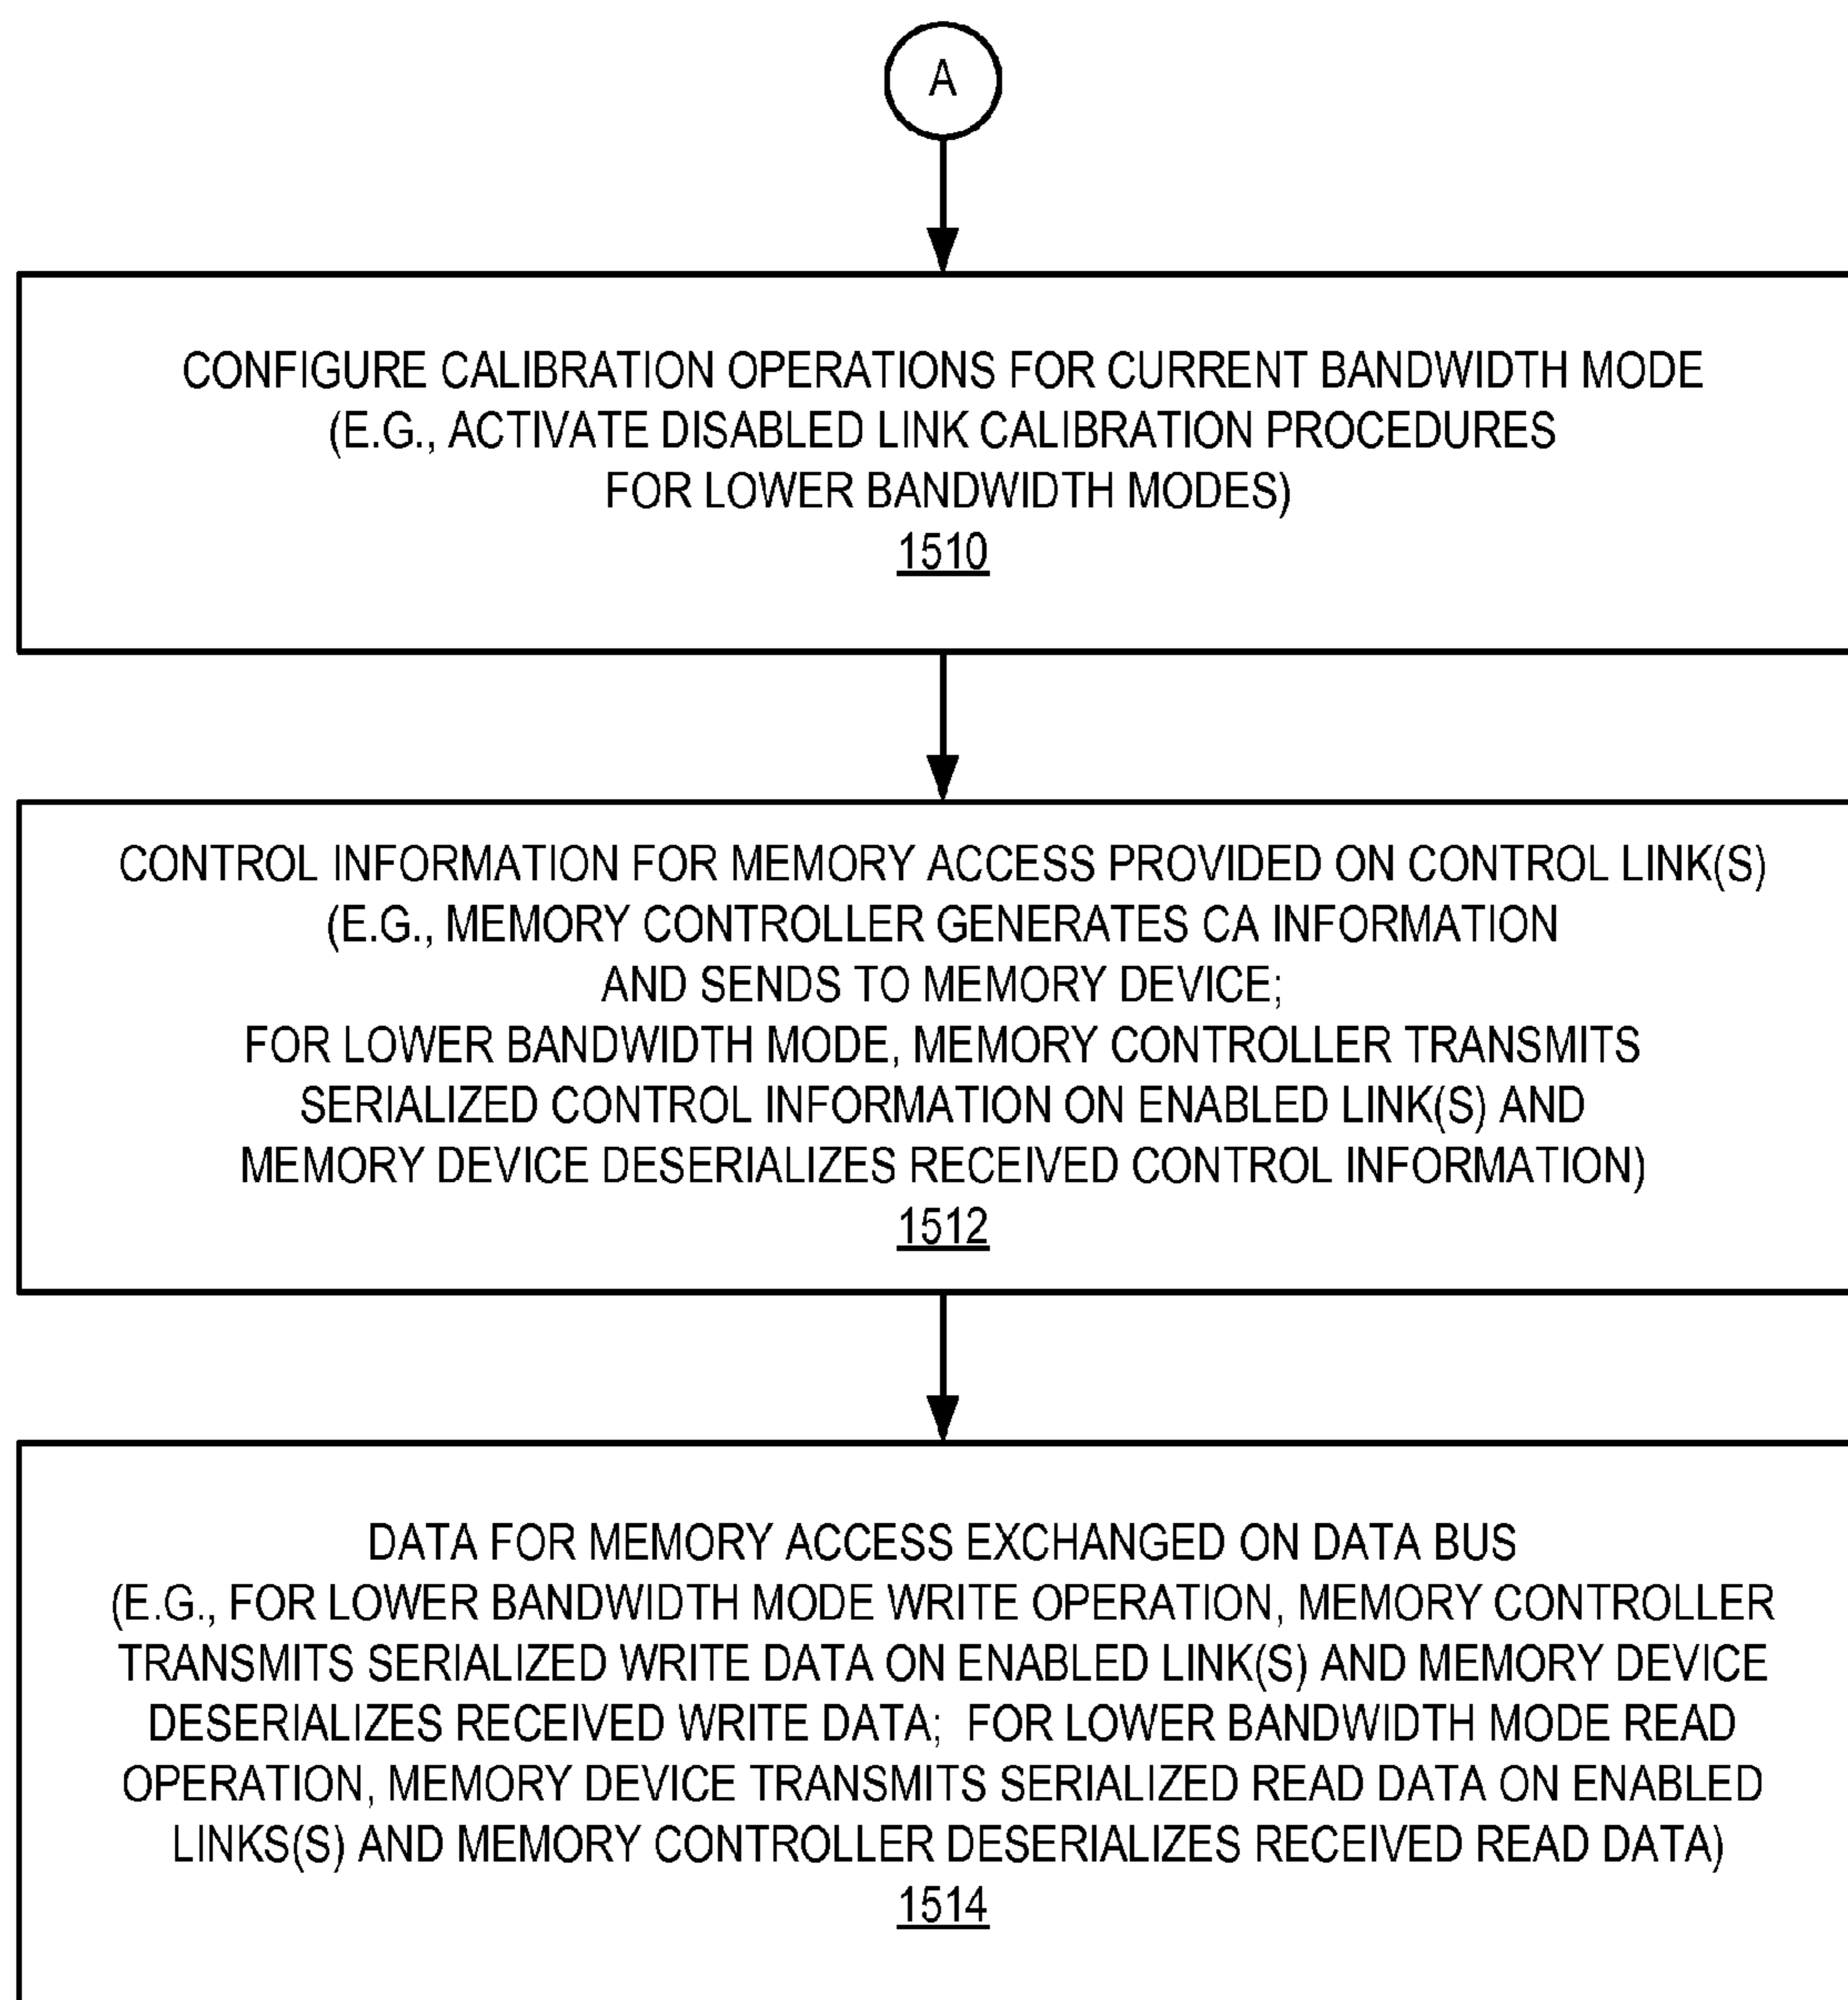 A
CONFIGURE CALIBRATION OPERATIONS FOR CURRENT BANDWIDTH MODE
(E.G., ACTIVATE DISABLED LINK CALIBRATION PROCEDURES
FOR LOWER BANDWIDTH MODES)
1510
CONTROL INFORMATION FOR MEMORY ACCESS PROVIDED ON CONTROL LINK(S)
(E.G., MEMORY CONTROLLER GENERATES CA INFORMATION
AND SENDS TO MEMORY DEVICE;
FOR LOWER BANDWIDTH MODE, MEMORY CONTROLLER TRANSMITS
SERIALIZED CONTROL INFORMATION ON ENABLED LINK(S) AND
MEMORY DEVICE DESERIALIZES RECEIVED CONTROL INFORMATION)
1512
DATA FOR MEMORY ACCESS EXCHANGED ON DATA BUS
(E.G., FOR LOWER BANDWIDTH MODE WRITE OPERATION, MEMORY CONTROLLER
TRANSMITS SERIALIZED WRITE DATA ON ENABLED LINK(S) AND MEMORY DEVICE
DESERIALIZES RECEIVED WRITE DATA; FOR LOWER BANDWIDTH MODE READ
OPERATION, MEMORY DEVICE TRANSMITS SERIALIZED READ DATA ON ENABLED
LINKS(S) AND MEMORY CONTROLLER DESERIALIZES RECEIVED READ DATA)
1514